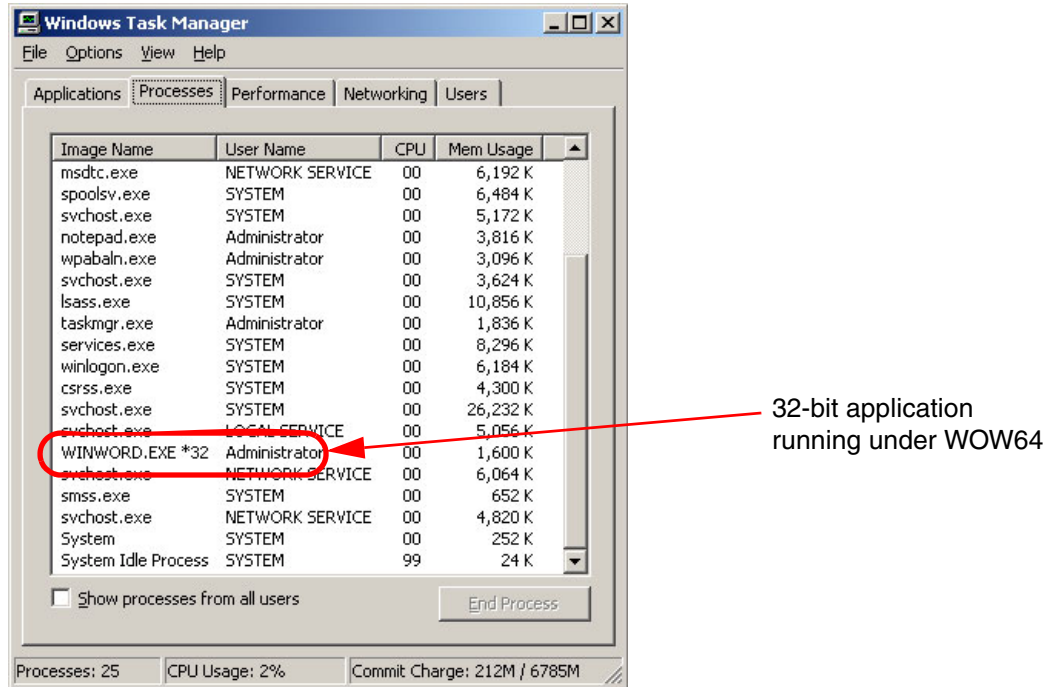 Windows Task Manager
File Options View Help
Applications Processes Performance Networking Users
Image Name User Name CPU Mem Usage
msdtc.exe NETWORK SERVICE 00 6,192 K
spoolsv.exe SYSTEM 00 6,484 K
svchost.exe SYSTEM 00 5,172 K
notepad.exe Administrator 00 3,816 K
wpabaln.exe Administrator 00 3,096 K
svchost.exe SYSTEM 00 3,624 K
lsass.exe SYSTEM 00 10,856 K
taskmgr.exe Administrator 00 1,836 K
services.exe SYSTEM 00 8,296 K
winlogon.exe SYSTEM 00 6,184 K
csrss.exe SYSTEM 00 4,300 K
svchost.exe SYSTEM 00 26,232 K
svchost.exe LOCAL SERVICE 00 5,056 K
WINWORD.EXE *32 Administrator 00 1,600 K
svchost.exe NETWORK SERVICE 00 6,064 K
smss.exe SYSTEM 00 652 K
svchost.exe NETWORK SERVICE 00 4,820 K
System SYSTEM 00 252 K
System Idle Process SYSTEM 99 24 K
Show processes from all users
End Process
Processes: 25 CPU Usage: 2% Commit Charge: 212M / 6785M
32-bit application
running under WOW64